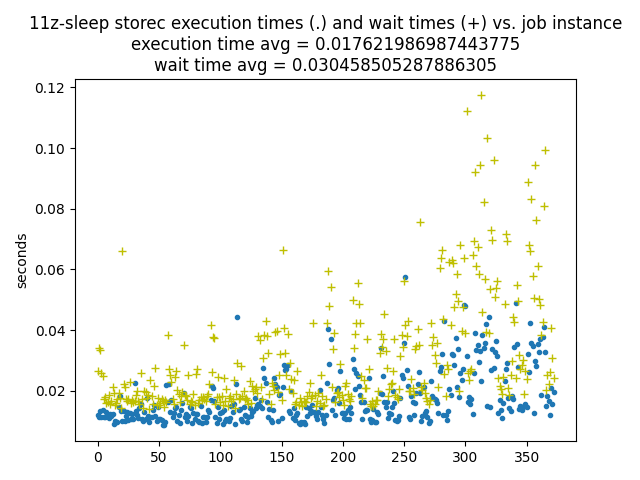 11z-sleep storec execution times (.) and wait times (+) vs. job instance
execution time avg = 0.017621986987443775
wait time avg = 0.030458505287886305
0.12
0.10
0.08
0.06
0.04
0.02
seconds
0 50 100 150 200 250 300 350